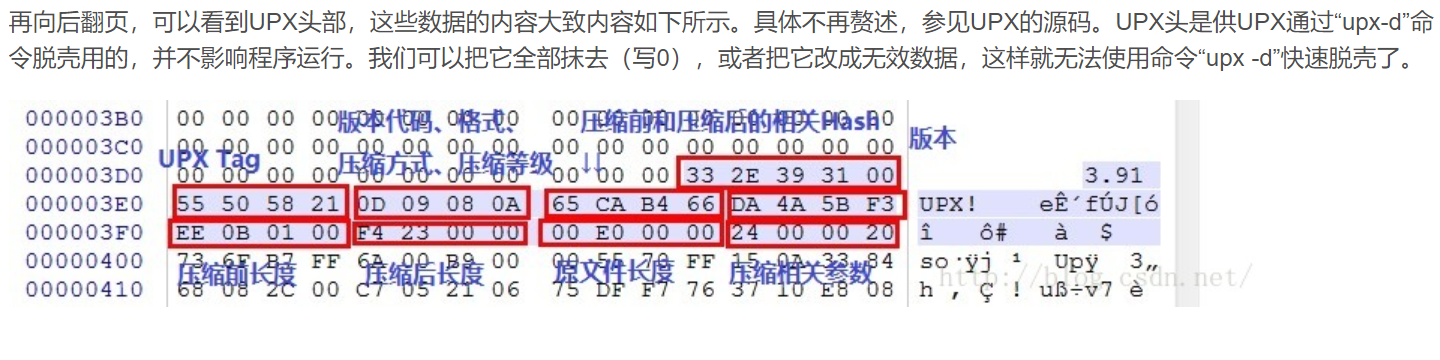 再向后翻页，可以看到UPX头部，这些数据的内容大致内容如下所示。具体不再赘述，参见UPX的源码。UPX头是供UPX通过“upx-d”命
令脱壳用的，并不影响程序运行。我们可以把它全部抹去（写0），或者把它改成无效数据，这样就无法使用命令“upx -d”快速脱壳了。
000003B0 00 00 00 00 00 00 00 00 00 00 00 00 00 00 00 00
版本代码、格式、 压缩前和压缩后的相关Hash
000003C0 00 00 00 00 00 00 00 00 00 00 00 00 00 00 00 00
版本
UPX Tag 压缩方式、压缩等级 ↓↓
000003D0 00 00 00 00 00 00 00 00 00 00 00 33 2E 39 31 00 3.91
000003E0 55 50 58 21 0D 09 08 0A 65 CA B4 66 DA 4A 5B F3 UPX! eÊ´fÚJ[ó
000003F0 EE 0B 01 00 F4 23 00 00 00 E0 00 00 24 00 00 20 î ô# à $
00000400 73 6F B7 FF 6A 00 B9 00 00 55 70 FF 15 0A 33 84 so·ÿj ¹ Upÿ 3„
压缩前长度 压缩后长度 原文件长度 压缩相关参数
00000410 68 08 2C 00 C7 05 21 06 75 DF F7 76 37 10 E8 08 h , Ç ! uß÷v7 è
http://blog.csdn.net/